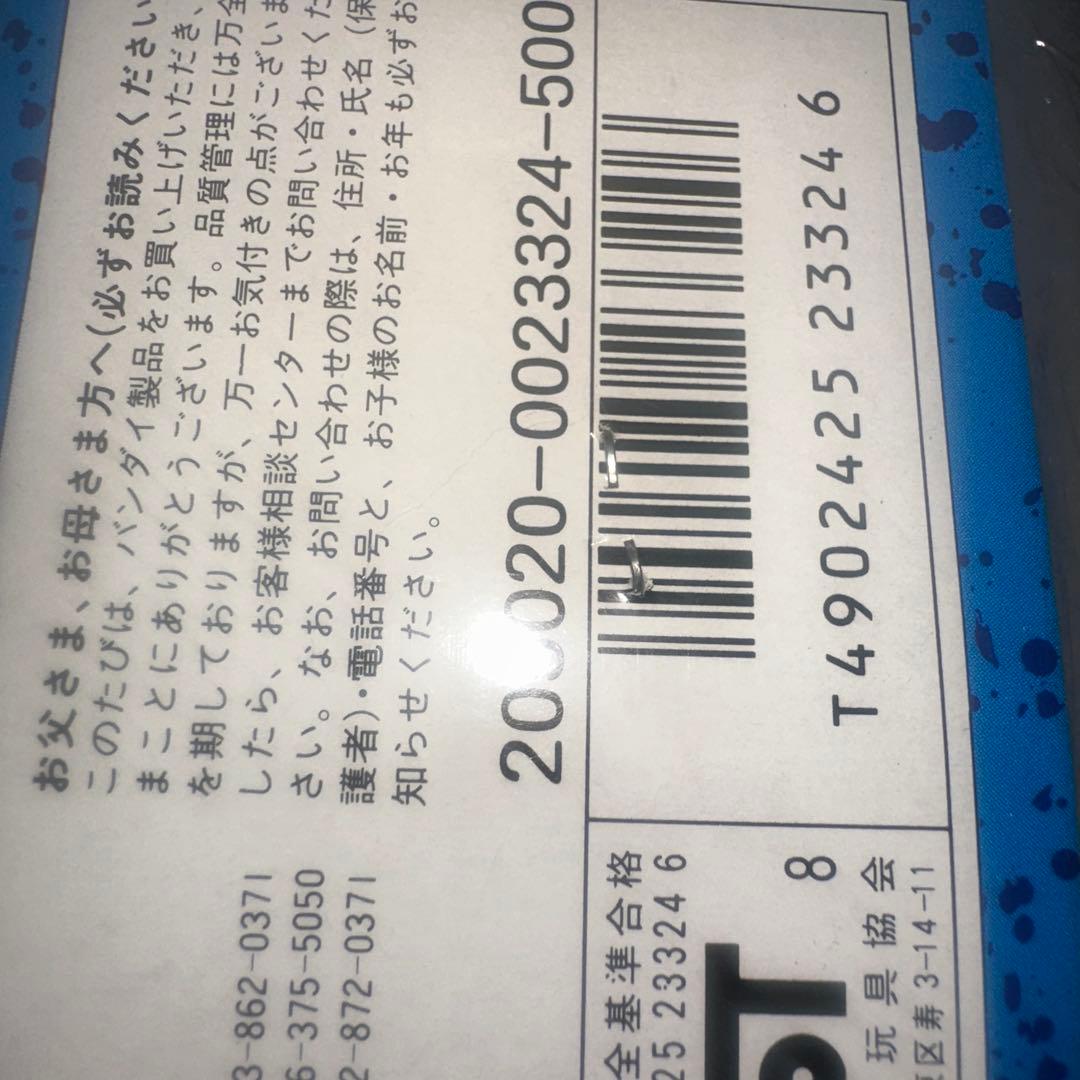 お父さま、お母さま方へ(必ずお読みください
このたびは、バンダイ製品をお買い上げいただき、
まことにありがとうございます。品質管理には万全
を期しておりますが、万一お気付きの点がございま
したら、お客様相談センターまでお問い合わせくだ
さい。なお、お問い合わせの際は、住所・氏名(保
護者)・電話番号と、お子様のお名前・お年も必ずお
知らせください。
3-862-0371
6-375-5050
2-872-0371
203020-0023324-500
T4902425233246
全基準合格
25 23324 6
ST
8
玩具協会
区寿3-14-11